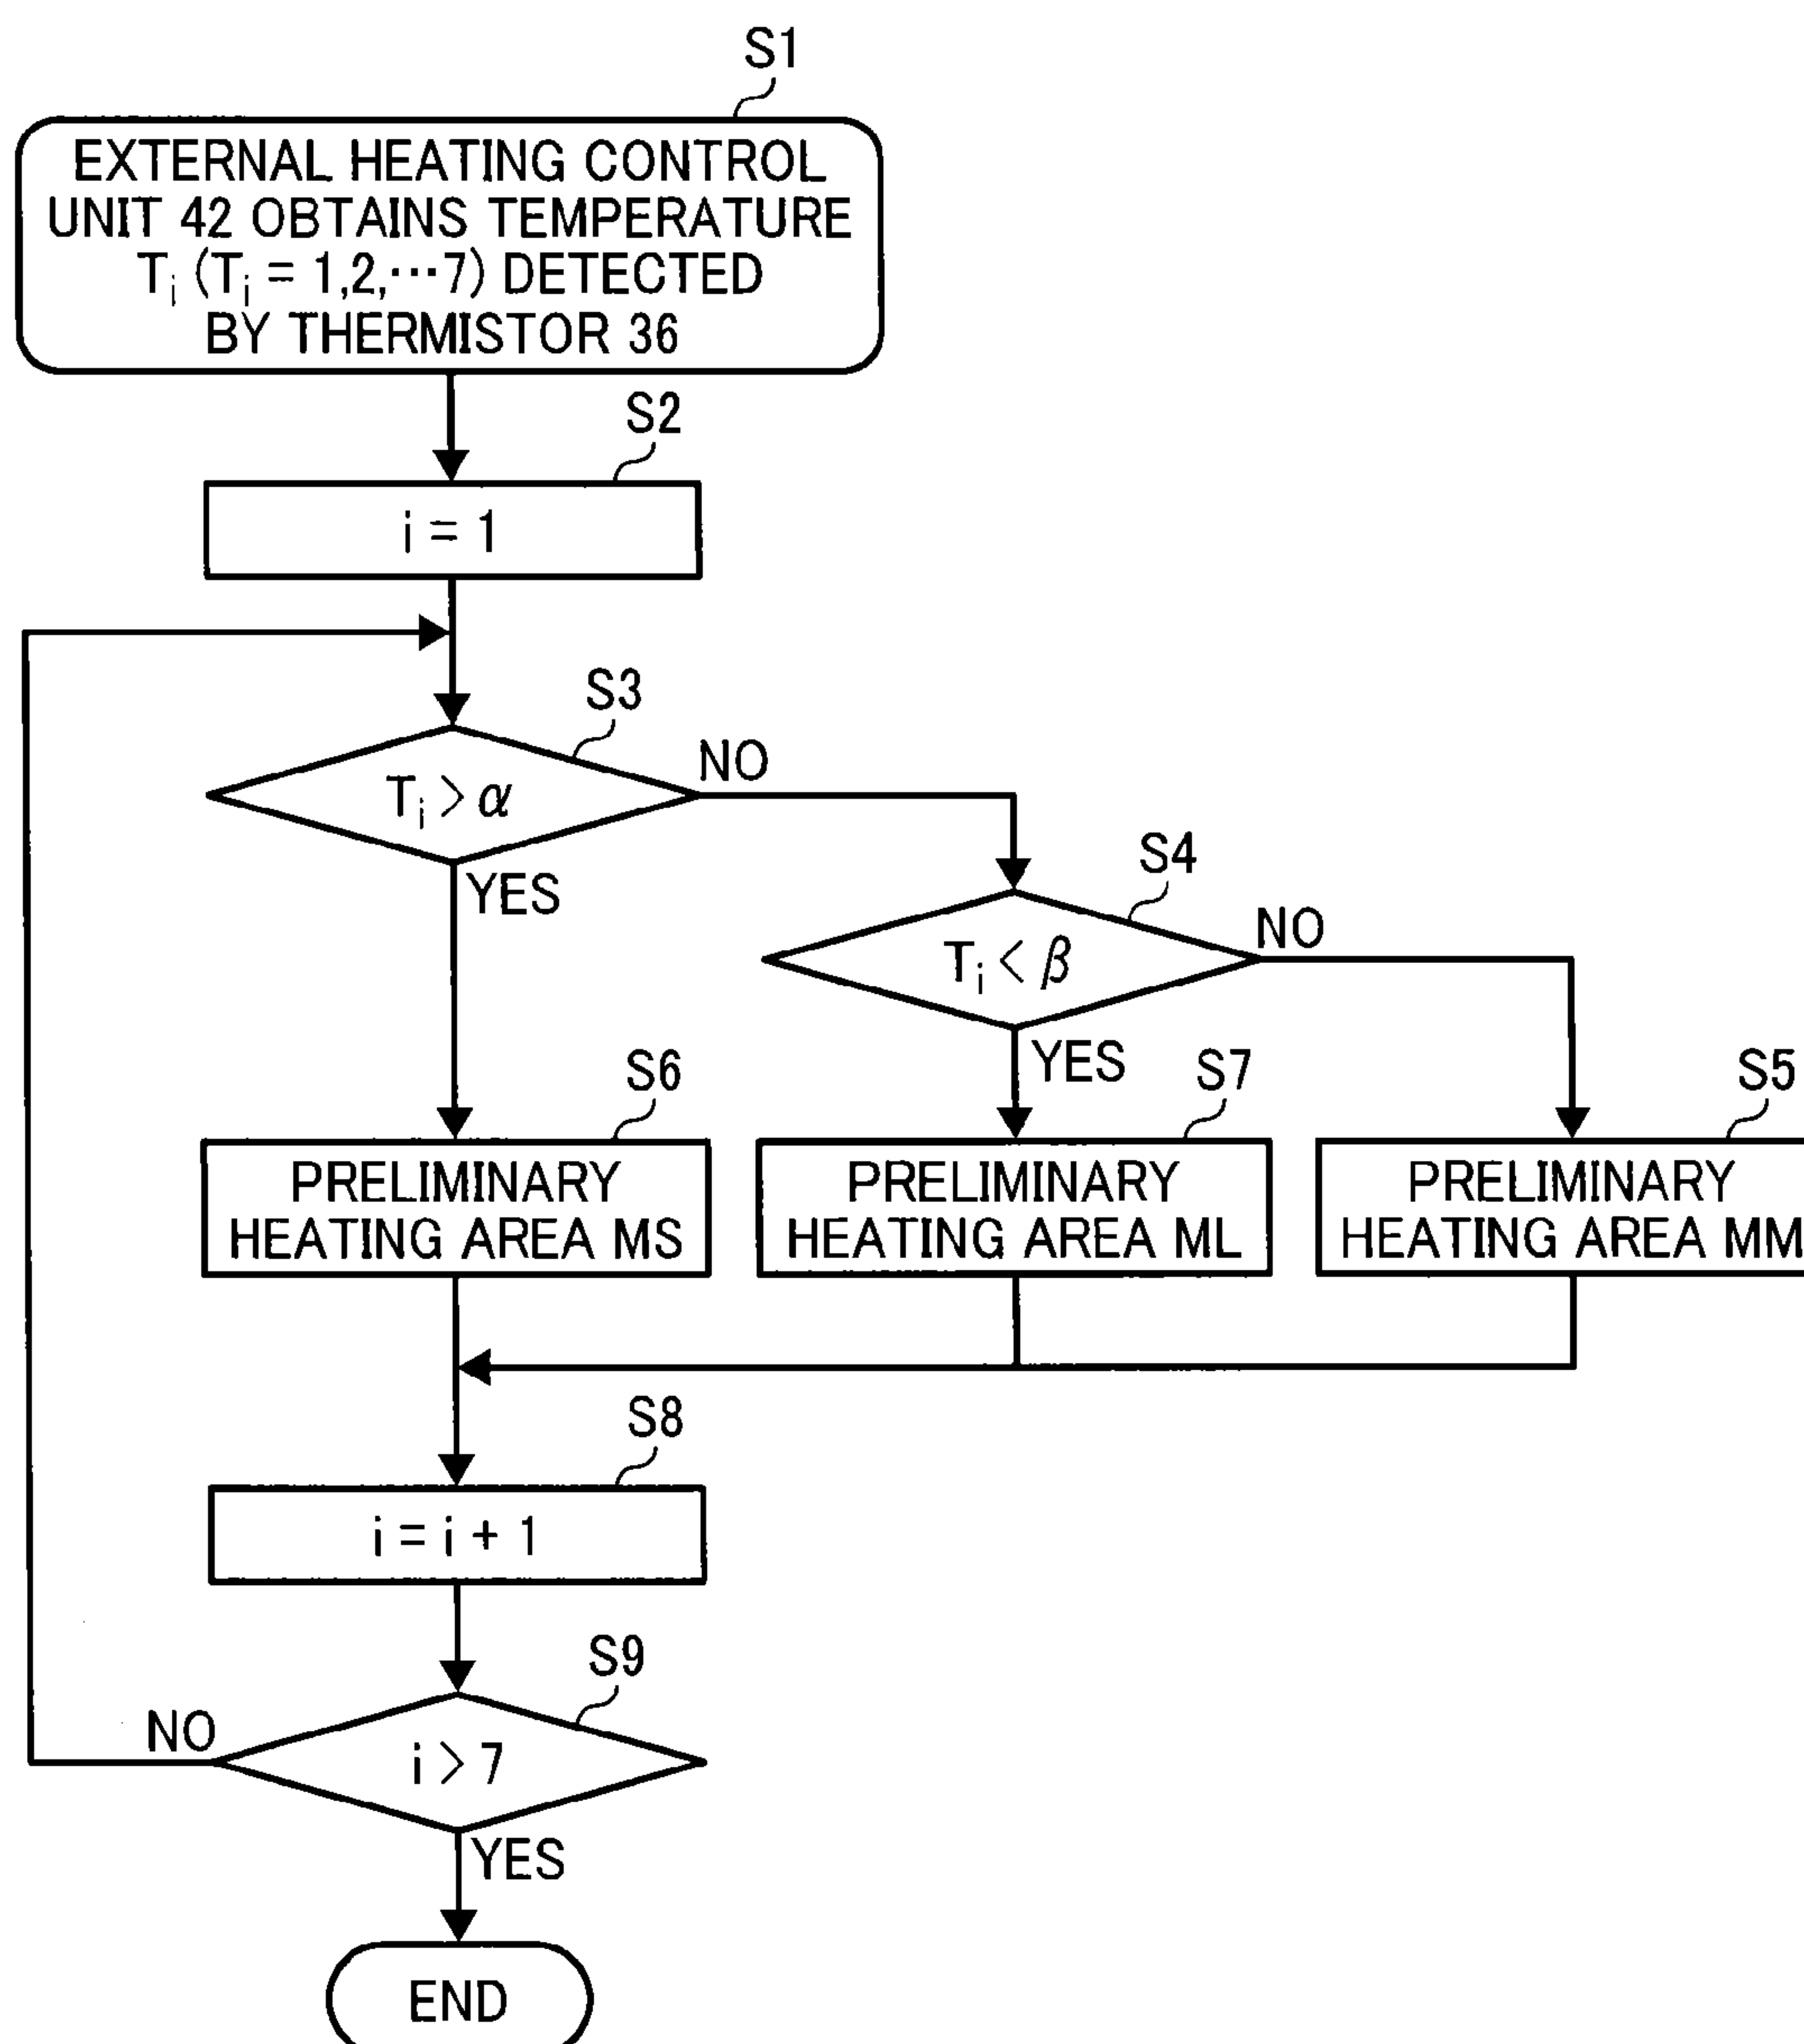 S1
EXTERNAL HEATING CONTROL
UNIT 42 OBTAINS TEMPERATURE
Ti (Ti = 1,2,···7) DETECTED
BY THERMISTOR 36
S2
i = 1
S3
Ti > α
NO
YES
S4
Ti < β
NO
YES
S6
PRELIMINARY
HEATING AREA MS
S7
PRELIMINARY
HEATING AREA ML
S5
PRELIMINARY
HEATING AREA MM
S8
i = i + 1
S9
i > 7
NO
YES
END